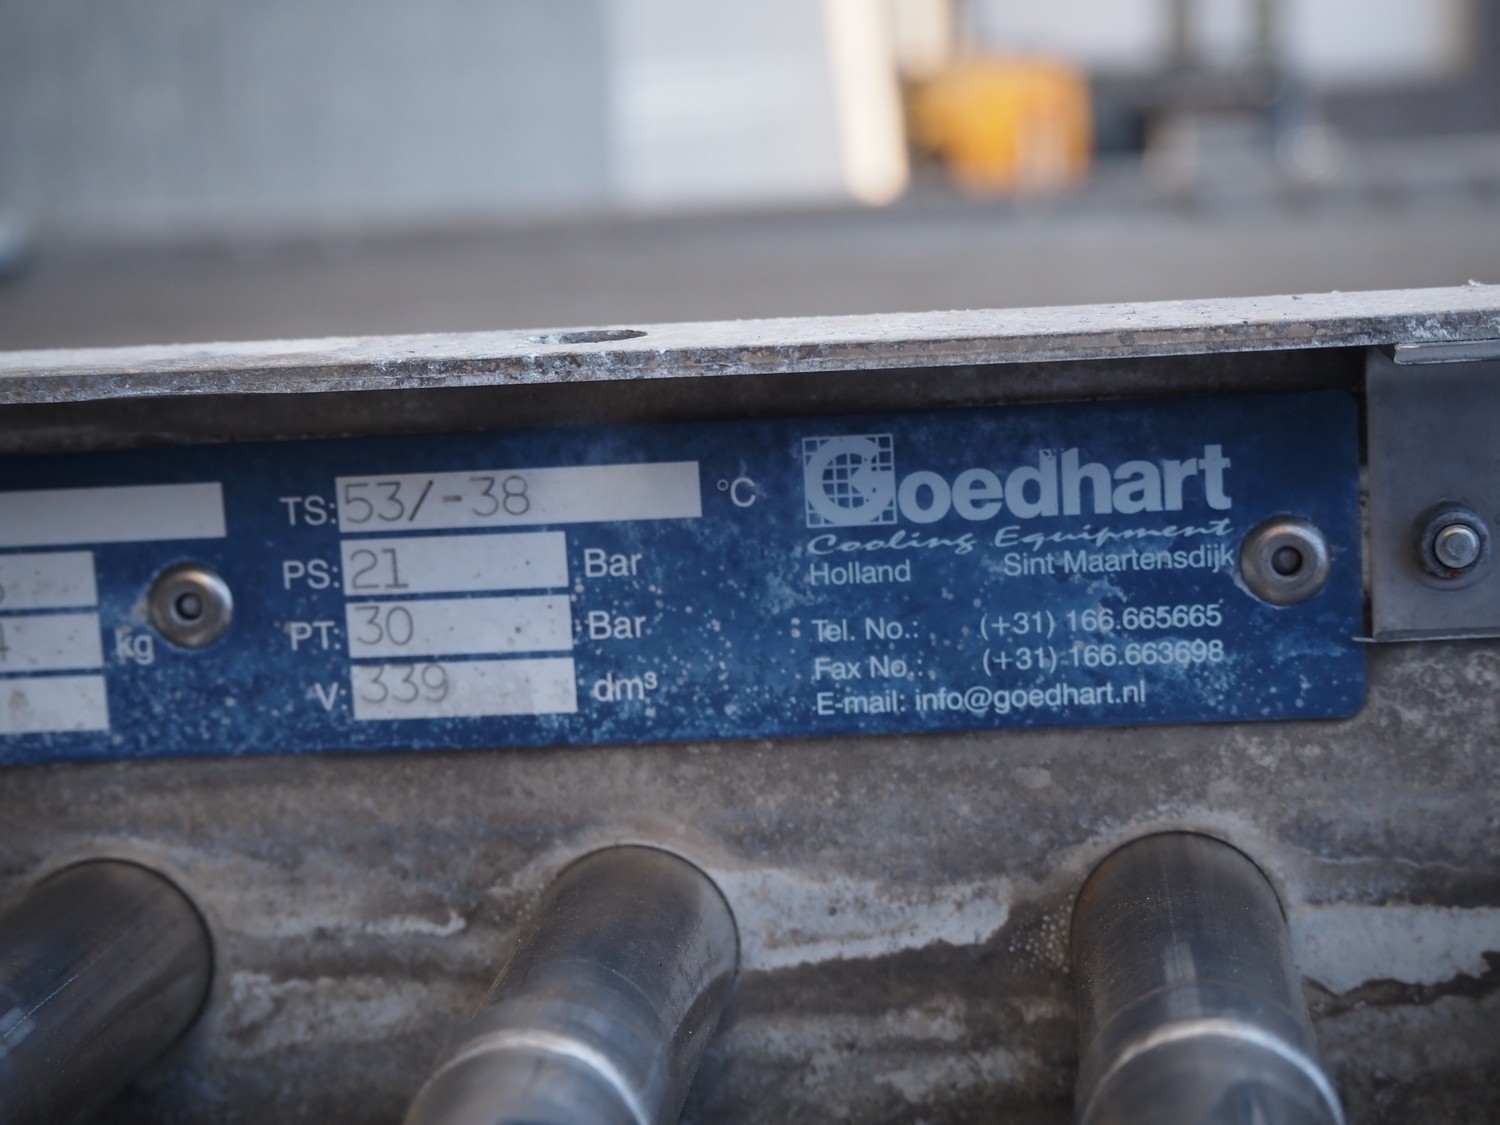 TS: 53/-38 °C
PS: 21 Bar
PT: 30 Bar
V: 339 dm³
kg
Goedhart
Cooling Equipment
Holland Sint Maartensdijk
Tel. No.: (+31) 166.665665
Fax No.: (+31) 166.663698
E-mail: info@goedhart.nl